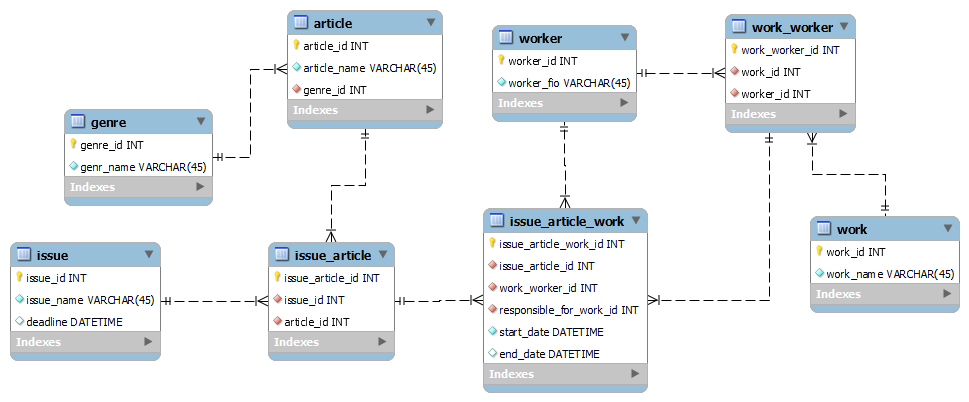 article
article_id INT
article_name VARCHAR(45)
genre_id INT
Indexes
worker
worker_id INT
worker_fio VARCHAR(45)
Indexes
work_worker
work_worker_id INT
work_id INT
worker_id INT
Indexes
genre
genre_id INT
genr_name VARCHAR(45)
Indexes
issue
issue_id INT
issue_name VARCHAR(45)
deadline DATETIME
Indexes
issue_article
issue_article_id INT
issue_id INT
article_id INT
Indexes
issue_article_work
issue_article_work_id INT
issue_article_id INT
work_worker_id INT
responsible_for_work_id INT
start_date DATETIME
end_date DATETIME
Indexes
work
work_id INT
work_name VARCHAR(45)
Indexes